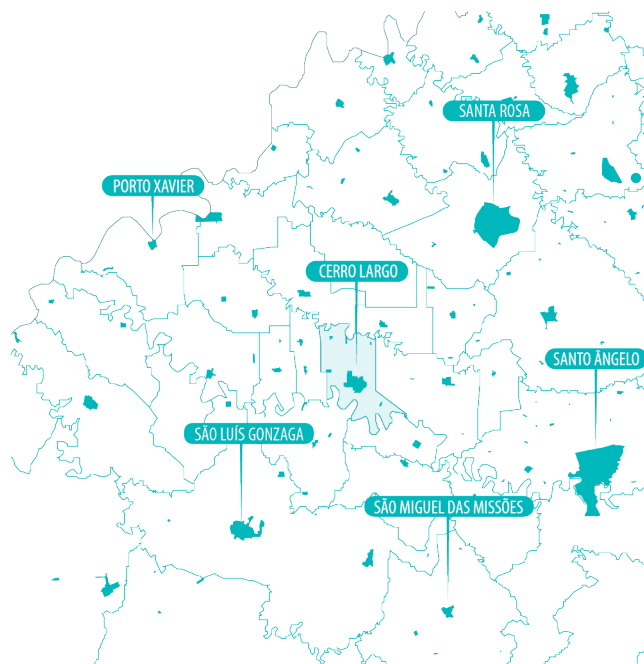 SANTA ROSA
PORTO XAVIER
CERRO LARGO
SANTO ÂNGELO
SÃO LUÍS GONZAGA
SÃO MIGUEL DAS MISSÕES